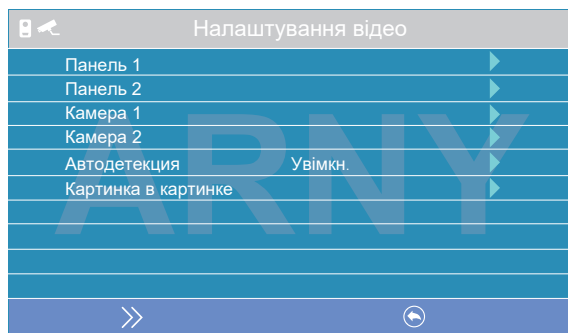 Налаштування відео
Панель 1
Панель 2
Камера 1
Камера 2
Автодетекция Увімкн.
Картинка в картинке
ARNY